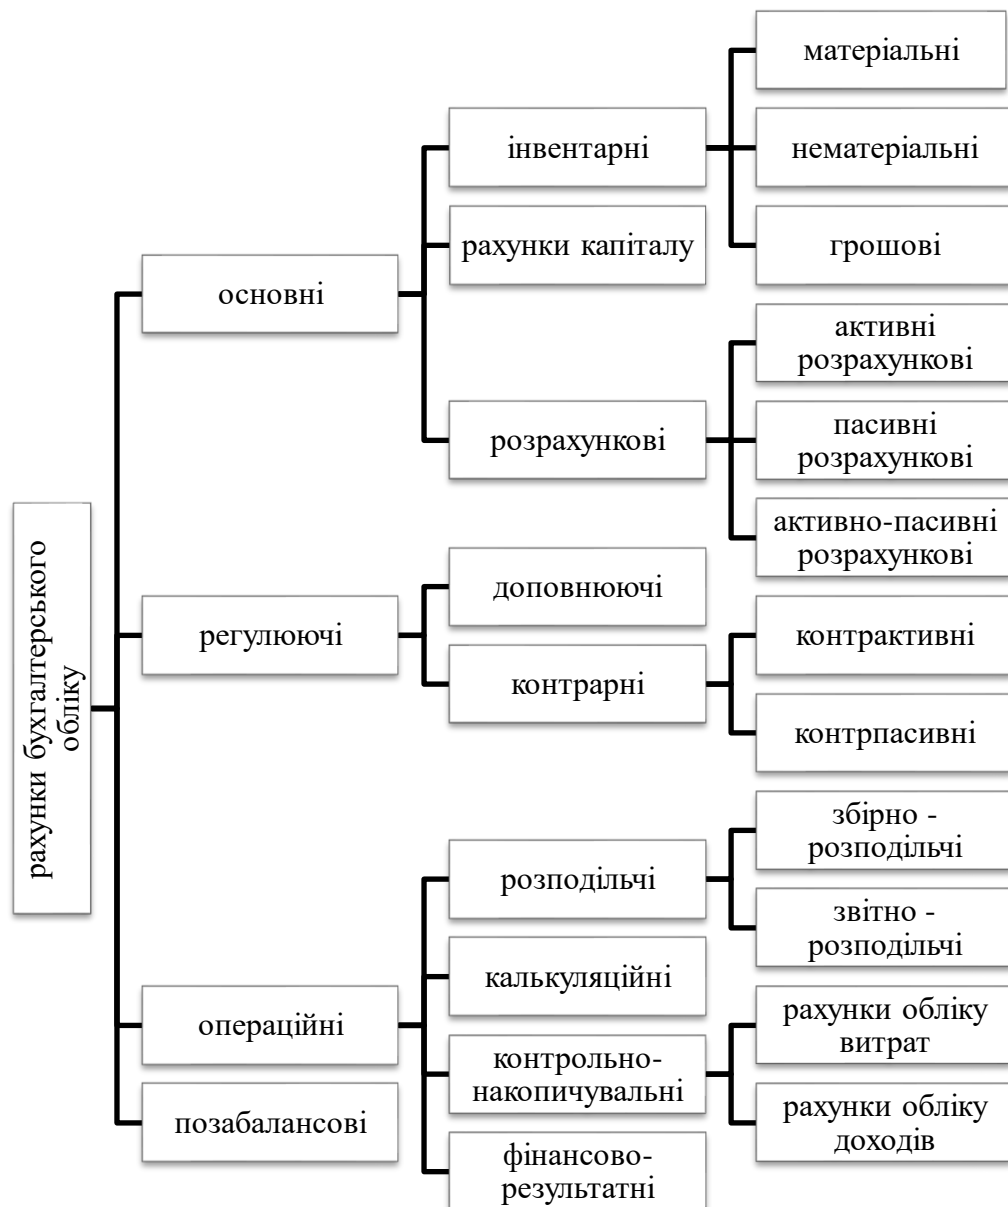 рахунки бухгалтерського
обліку
основні
інвентарні
матеріальні
нематеріальні
грошові
рахунки капіталу
розрахункові
активні
розрахункові
пасивні
розрахункові
активно-пасивні
розрахункові
регулюючі
доповнюючі
контрарні
контрактивні
контрпасивні
операційні
розподільчі
збірно -
розподільчі
звітно -
розподільчі
калькуляційні
контрольно-
накопичувальні
рахунки обліку
витрат
рахунки обліку
доходів
фінансово-
результатні
позабалансові